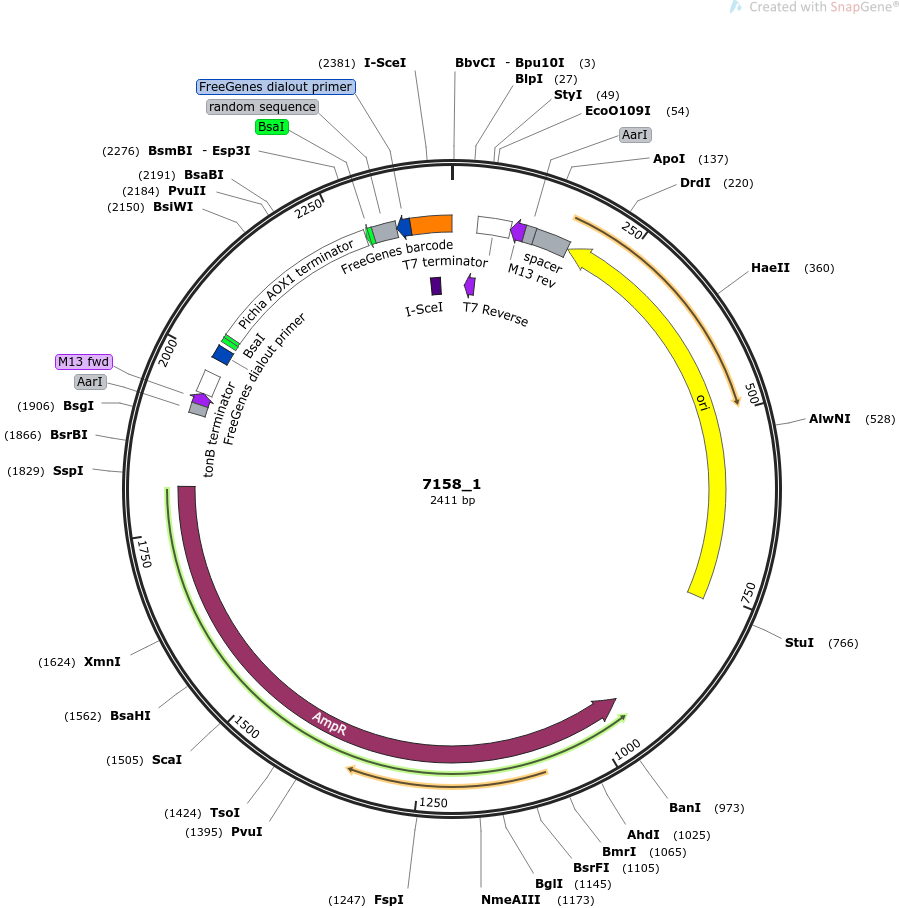 Created with SnapGene®
(2381) I-SceI
BbvCI - Bpu10I (3)
BlpI (27)
StyI (49)
EcoO109I (54)
AarI
ApoI (137)
DrdI (220)
HaeII (360)
AlwNI (528)
StuI (766)
BanI (973)
AhdI (1025)
BmrI (1065)
BsrFI (1105)
BglI (1145)
NmeAIII (1173)
(1247) FspI
(1395) PvuI
(1424) TsoI
(1505) ScaI
(1562) BsaHI
(1624) XmnI
(1829) SspI
(1866) BsrBI
(1906) BsgI
AarI
M13 fwd
(2150) BsiWI
(2184) PvuII
(2191) BsaBI
(2276) BsmBI - Esp3I
BsaI
random sequence
FreeGenes dialout primer
250
500
750
1000
1250
1500
1750
2000
2250
Pichia AOX1 terminator
FreeGenes barcode
T7 terminator
M13 rev
spacer
I-SceI
T7 Reverse
BsaI
FreeGenes dialout primer
tonB terminator
ori
AmpR
7158_1
2411 bp